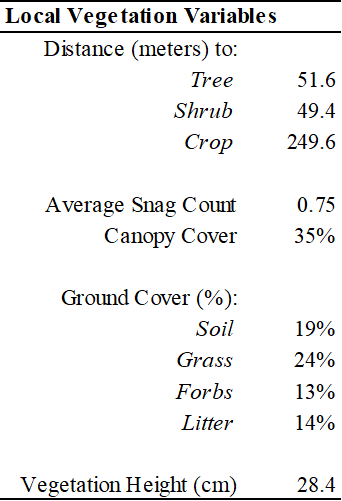 Local Vegetation Variables
Distance (meters) to:
Tree 51.6
Shrub 49.4
Crop 249.6
Average Snag Count 0.75
Canopy Cover 35%
Ground Cover (%):
Soil 19%
Grass 24%
Forbs 13%
Litter 14%
Vegetation Height (cm) 28.4